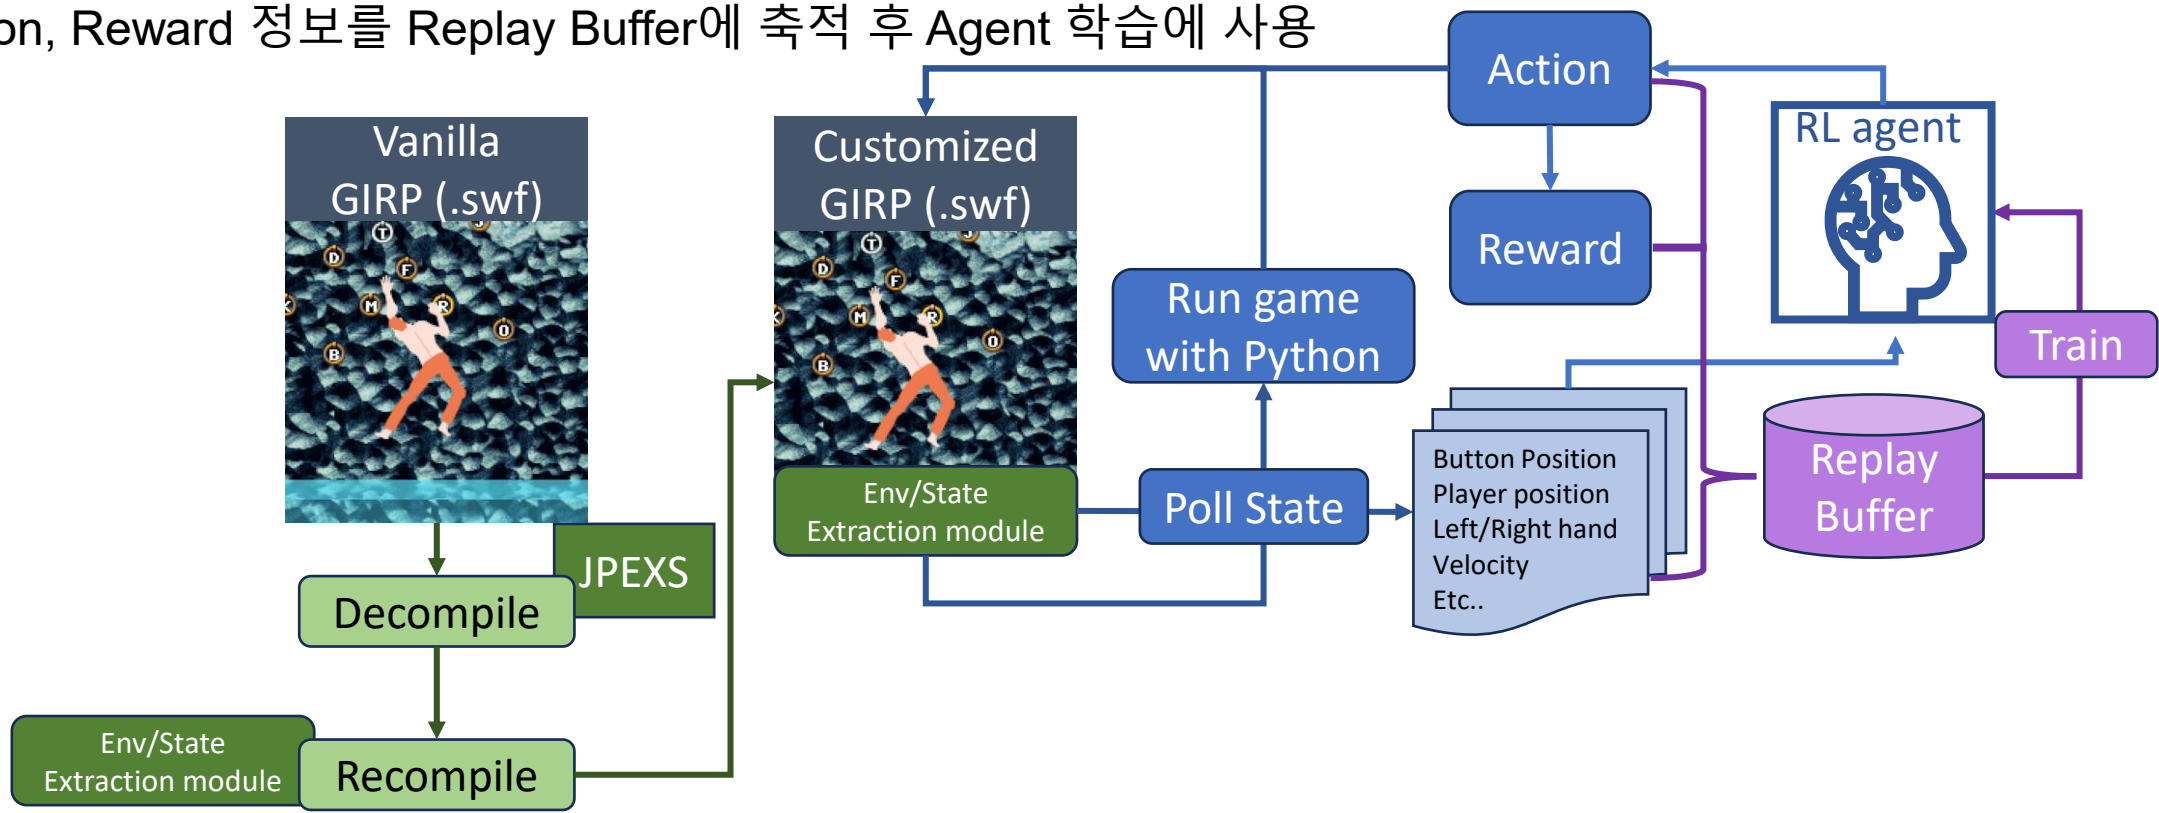 on, Reward 정보를 Replay Buffer에 축적 후 Agent 학습에 사용
Vanilla
GIRP (.swf)
T
J
D
F
K
M
R
O
B
Decompile
JPEXS
Env/State
Extraction module
Recompile
Customized
GIRP (.swf)
T
J
D
F
K
M
R
O
B
Env/State
Extraction module
Poll State
Run game
with Python
Action
Reward
Button Position
Player position
Left/Right hand
Velocity
Etc..
RL agent
Train
Replay
Buffer